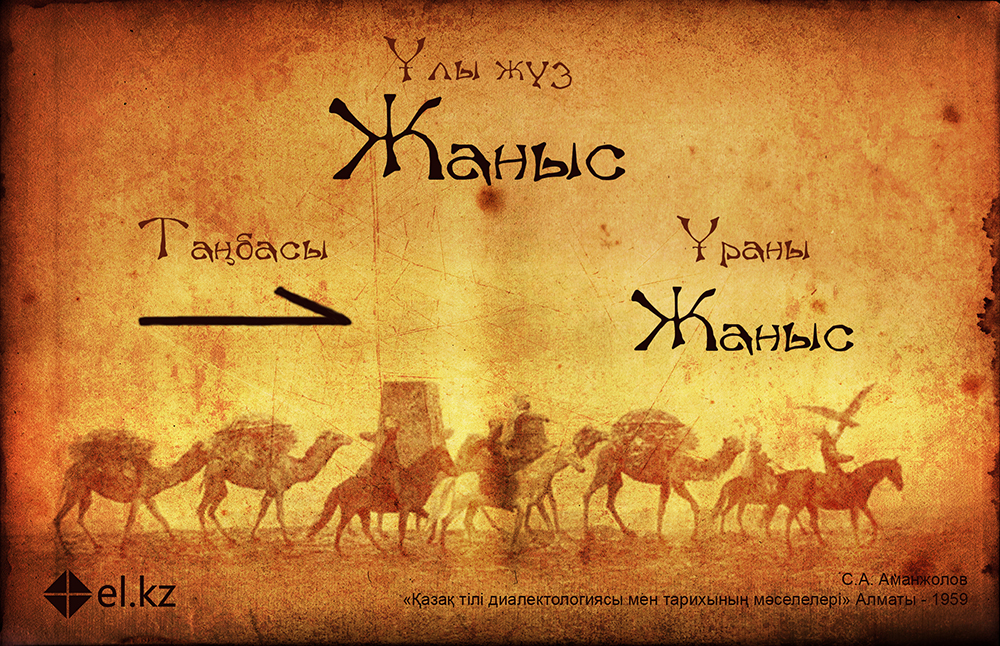 Ұлы жүз
Жаныс
Таңбасы
Ұраны
Жаныс
el.kz
С.А. Аманжолов
«Қазақ тілі диалектологиясы мен тарихының мәселелері» Алматы - 1959